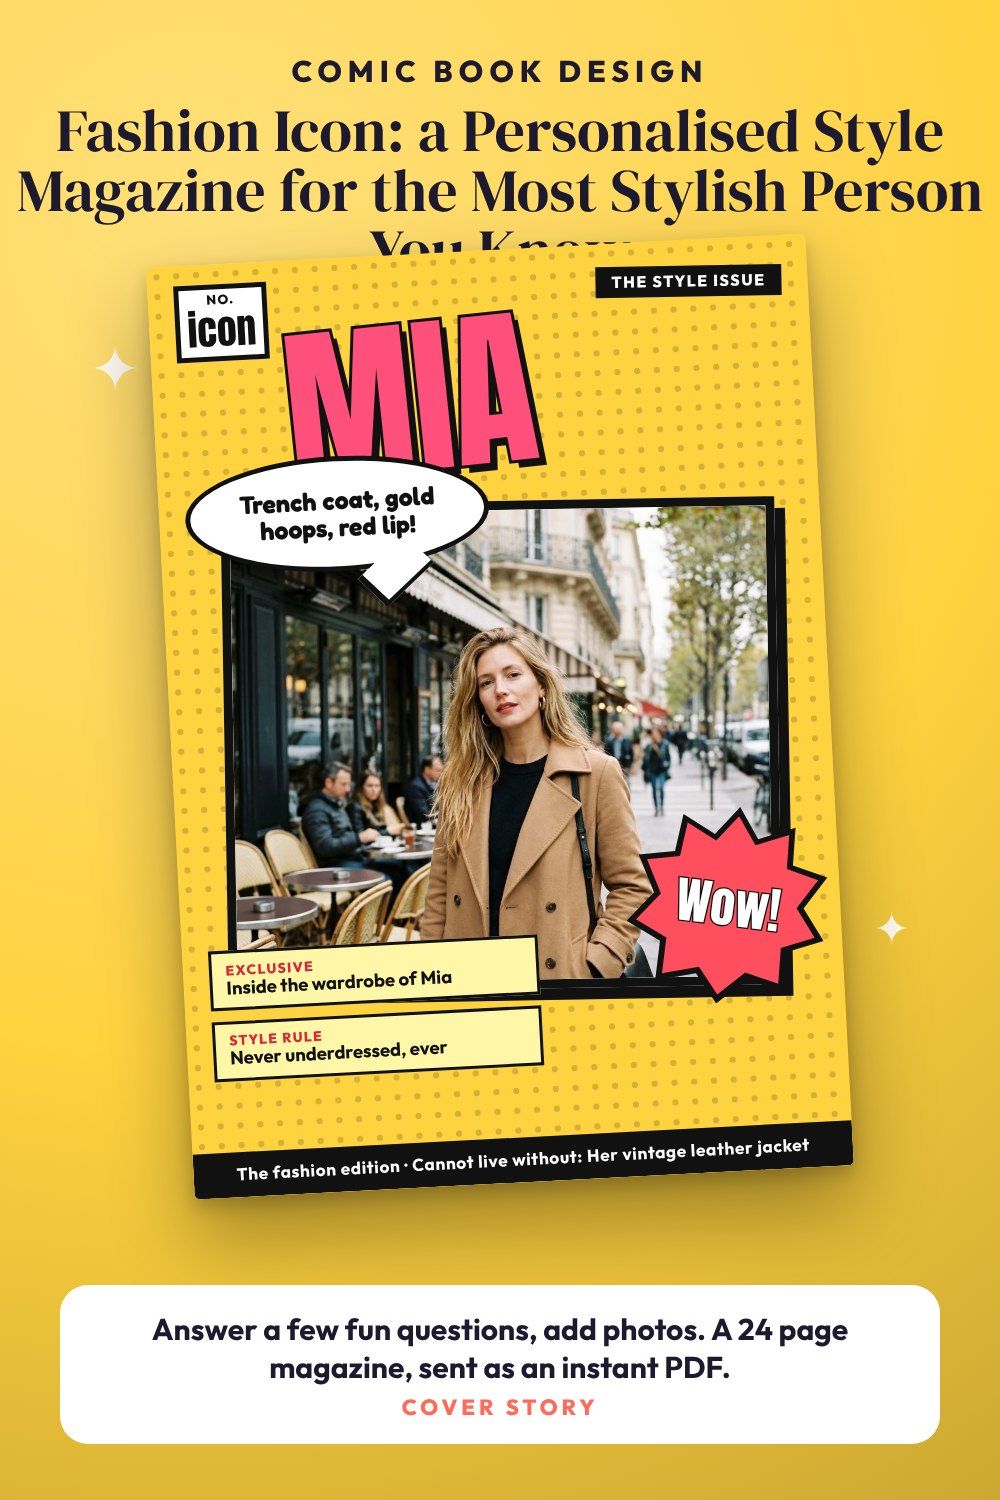 COMIC BOOK DESIGN
Fashion Icon: a Personalised Style
Magazine for the Most Stylish Person
You Know
THE STYLE ISSUE
NO.
icon
MIA
Trench coat, gold
hoops, red lip!
Wow!
EXCLUSIVE
Inside the wardrobe of Mia
STYLE RULE
Never underdressed, ever
The fashion edition · Cannot live without: Her vintage leather jacket
Answer a few fun questions, add photos. A 24 page
magazine, sent as an instant PDF.
COVER STORY